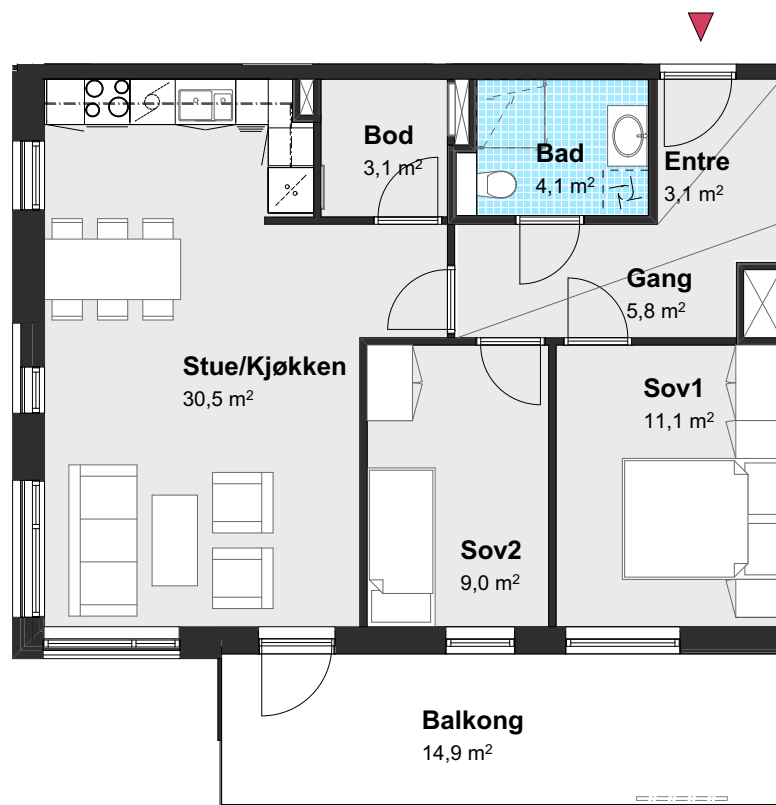 Bod
3,1 m²
Bad
4,1 m²
Entre
3,1 m²
Gang
5,8 m²
Stue/Kjøkken
30,5 m²
Sov1
11,1 m²
Sov2
9,0 m²
Balkong
14,9 m²